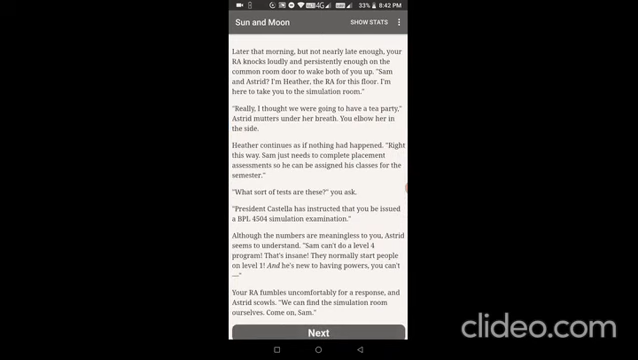 4G 33% 8:42 PM
Sun and Moon SHOW STATS
Later that morning, but not nearly late enough, your
RA knocks loudly and persistently enough on the
common room door to wake both of you up. "Sam
and Astrid? I'm Heather, the RA for this floor. I'm
here to take you to the simulation room."
"Really, I thought we were going to have a tea party,"
Astrid mutters under her breath. You elbow her in
the side.
Heather continues as if nothing had happened. "Right
this way. Sam just needs to complete placement
assessments so he can be assigned his classes for the
semester."
"What sort of tests are these?" you ask.
"President Castella has instructed that you be issued
a BPL 4504 simulation examination."
Although the numbers are meaningless to you, Astrid
seems to understand. "Sam can't do a level 4
program! That's insane! They normally start people
on level 1! And he's new to having powers, you can't
—"
Your RA fumbles uncomfortably for a response, and
Astrid scowls. "We can find the simulation room
ourselves. Come on, Sam."
Next
clideo.com